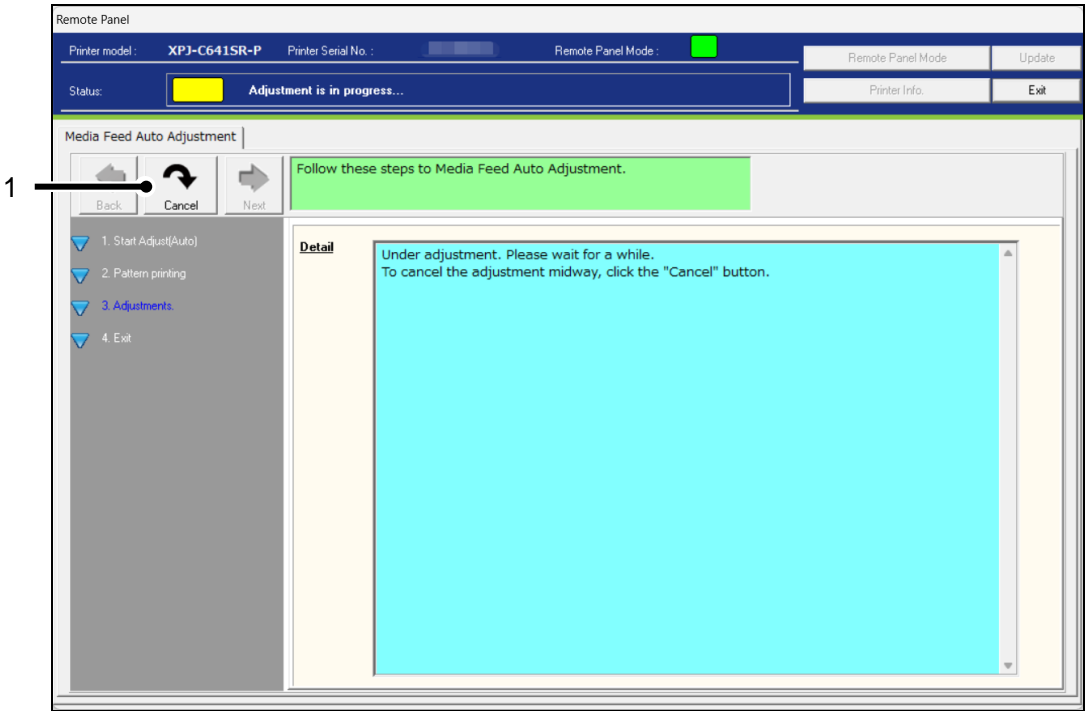 Remote Panel
Printer model : XPJ-C641SR-P Printer Serial No. : Remote Panel Mode :
Remote Panel Mode Update
Status: Adjustment is in progress...
Printer Info. Exit
Media Feed Auto Adjustment
1
Back Cancel Next
Follow these steps to Media Feed Auto Adjustment.
1. Start Adjust(Auto)
2. Pattern printing
3. Adjustments.
4. Exit
Detail
Under adjustment. Please wait for a while.
To cancel the adjustment midway, click the "Cancel" button.